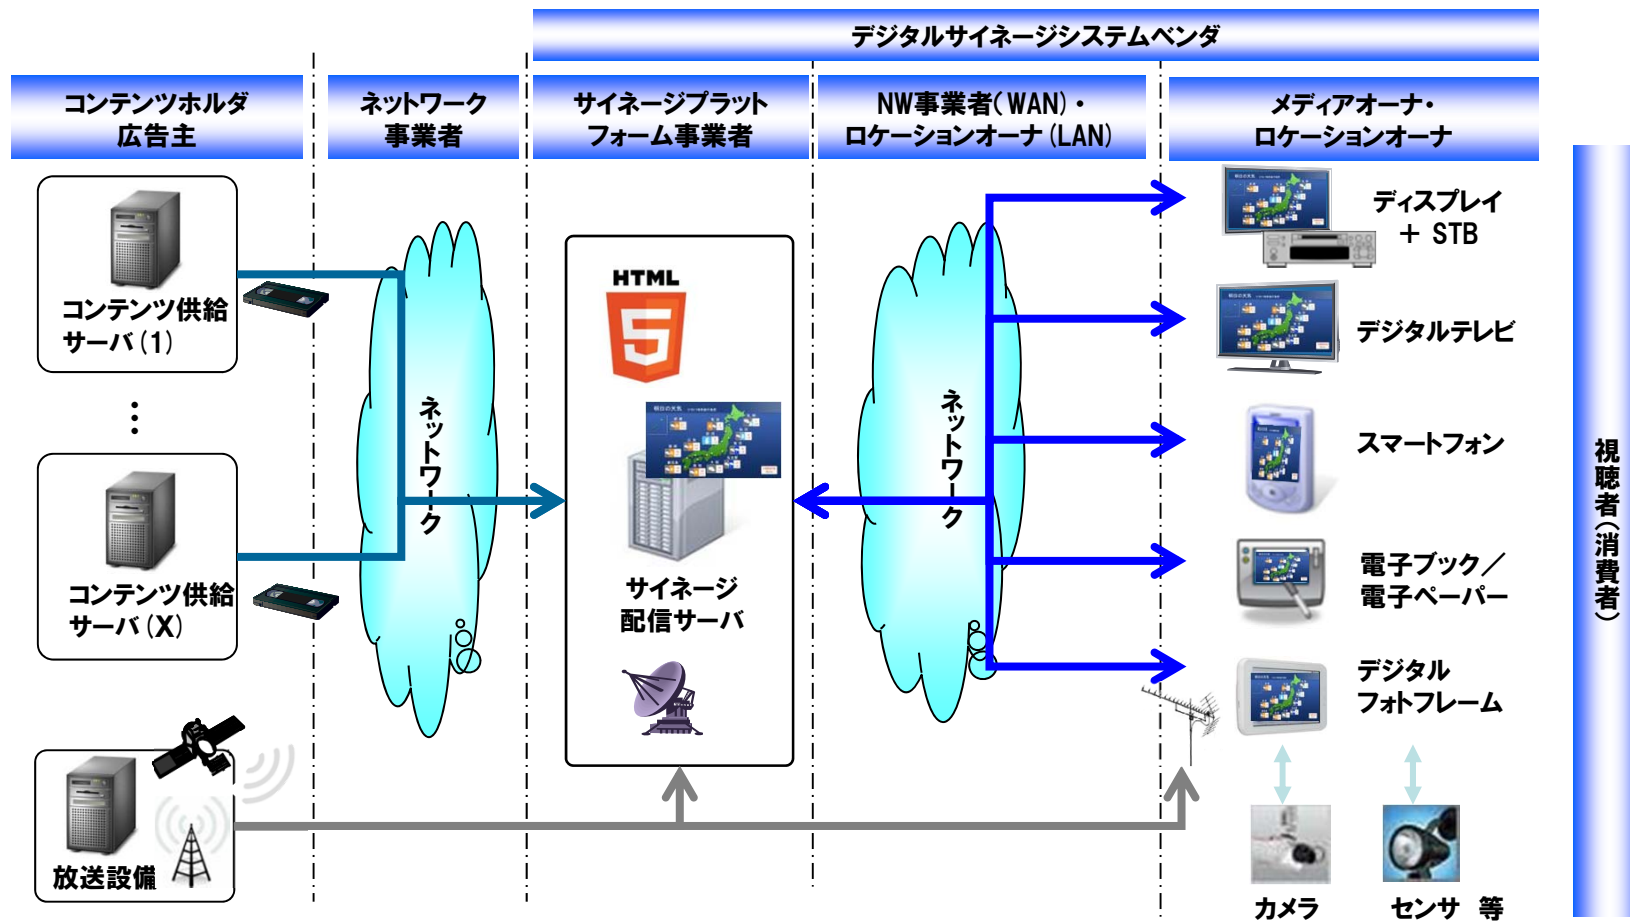 デジタルサイネージシステムベンダ
コンテンツホルダ
広告主
ネットワーク
事業者
サイネージプラット
フォーム事業者
NW事業者(WAN)・
ロケーションオーナ(LAN)
メディアオーナ・
ロケーションオーナ
コンテンツ供給
サーバ(1)
⋮
コンテンツ供給
サーバ(X)
放送設備
ネットワーク
HTML
5
明日の天気
サイネージ
配信サーバ
ネットワーク
ディスプレイ
+ STB
デジタルテレビ
スマートフォン
電子ブック/
電子ペーパー
デジタル
フォトフレーム
カメラ
センサ 等
視聴者(消費者)